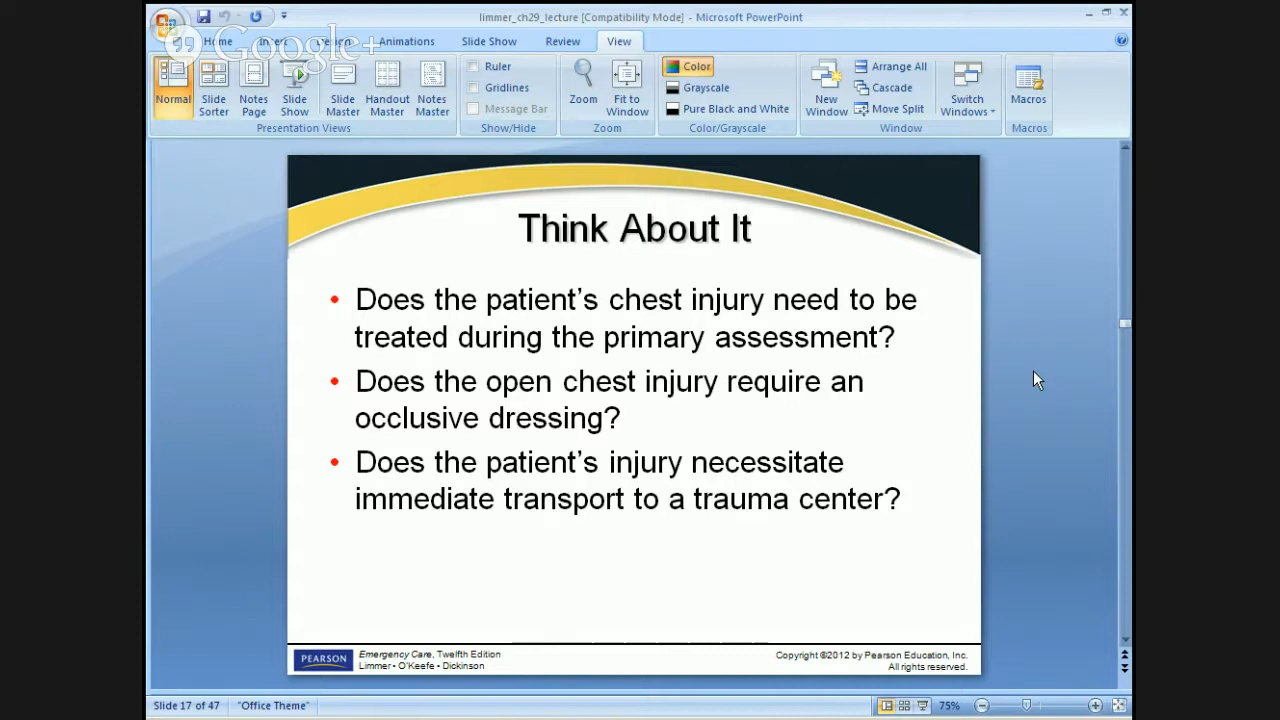 limmer_ch29_lecture [Compatibility Mode] - Microsoft PowerPoint
Google+
Home Insert Design Animations Slide Show Review View
Normal Slide Sorter Notes Page Slide Show Slide Master Handout Master Notes Master
Presentation Views
Ruler
Gridlines
Message Bar
Show/Hide
Zoom Fit to Window
Zoom
Color
Grayscale
Pure Black and White
Color/Grayscale
New Window
Arrange All
Cascade
Move Split
Switch Windows
Window
Macros
Macros
Think About It
• Does the patient’s chest injury need to be
treated during the primary assessment?
• Does the open chest injury require an
occlusive dressing?
• Does the patient’s injury necessitate
immediate transport to a trauma center?
PEARSON
Emergency Care, Twelfth Edition
Limmer • O'Keefe • Dickinson
Copyright ©2012 by Pearson Education, Inc.
All rights reserved.
Slide 17 of 47 "Office Theme" 75%